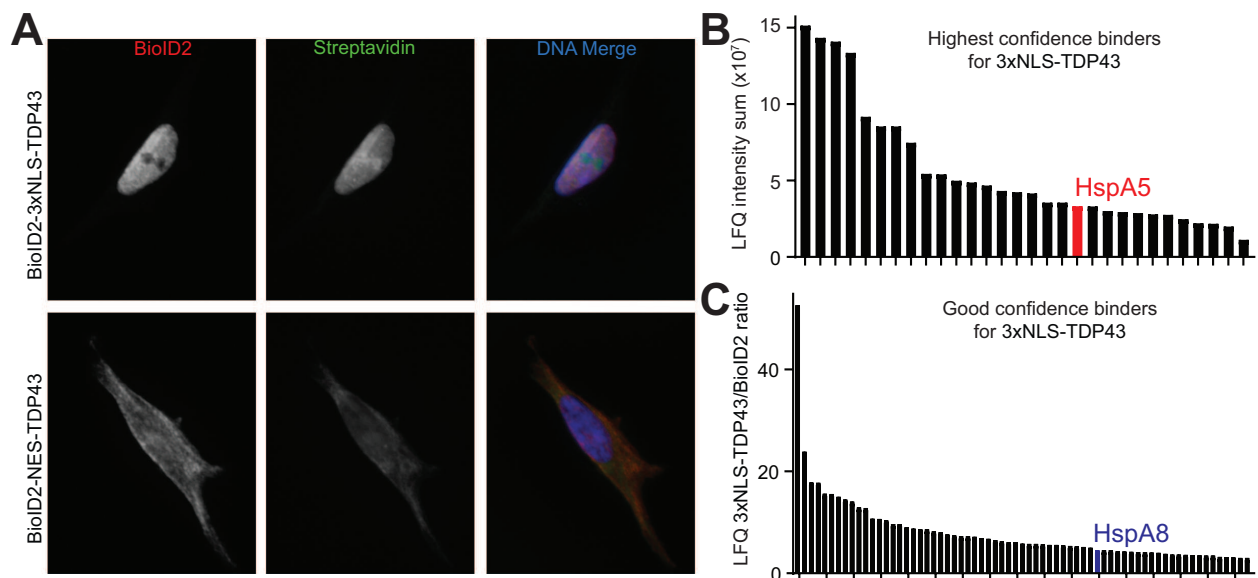 A
BioID2
Streptavidin
DNA Merge
BioID2-3xNLS-TDP43
BioID2-NES-TDP43
B
Highest confidence binders
for 3xNLS-TDP43
LFQ intensity sum (x10⁷)
15
10
5
0
HspA5
C
Good confidence binders
for 3xNLS-TDP43
LFQ 3xNLS-TDP43/BioID2 ratio
40
20
0
HspA8